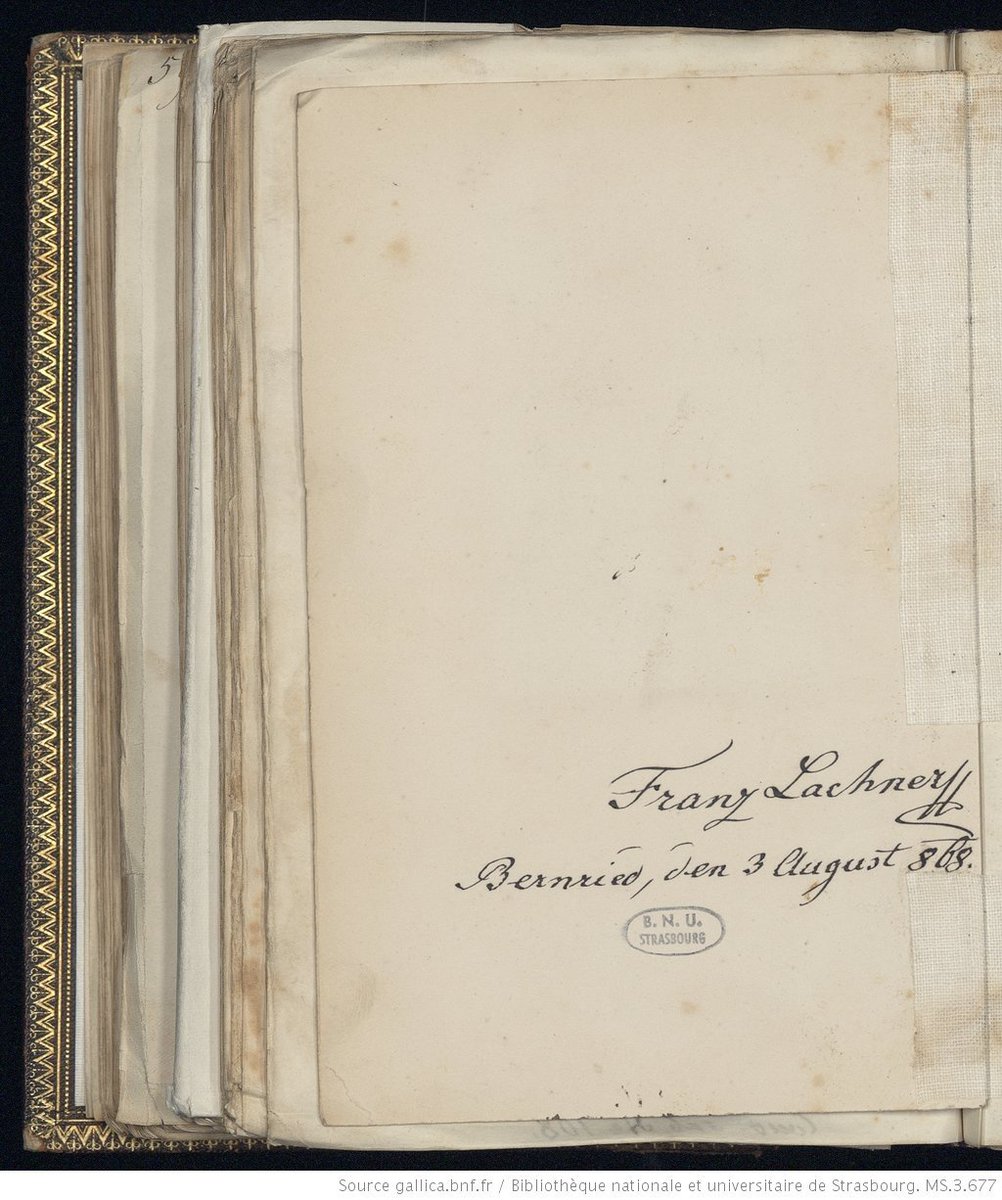 5
Franz Lachner
Bernried, den 3 August 868.
B. N. U.
STRASBOURG
Source gallica.bnf.fr / Bibliothèque nationale et universitaire de Strasbourg. MS.3.677